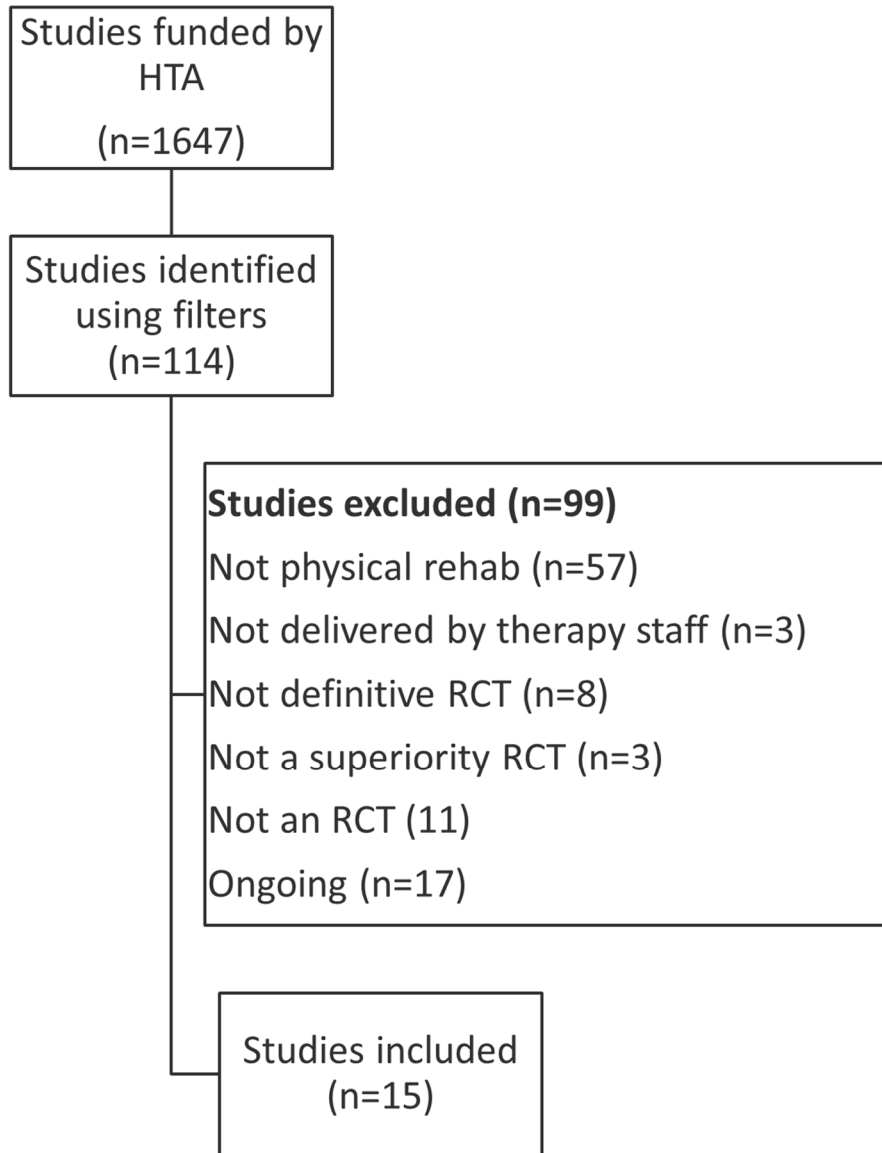 Studies funded by
HTA
(n=1647)
Studies identified
using filters
(n=114)
Studies excluded (n=99)
Not physical rehab (n=57)
Not delivered by therapy staff (n=3)
Not definitive RCT (n=8)
Not a superiority RCT (n=3)
Not an RCT (11)
Ongoing (n=17)
Studies included
(n=15)